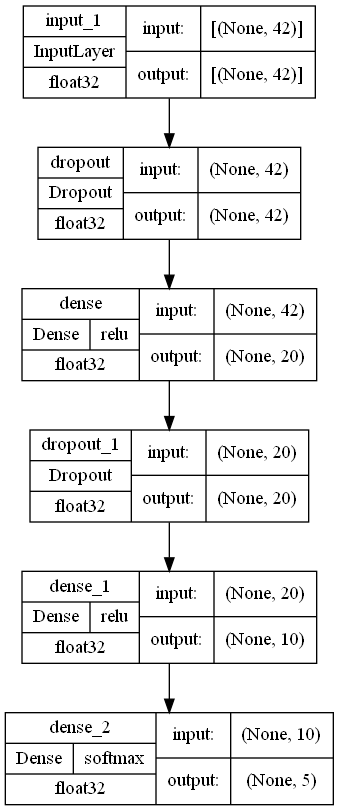 input_1
InputLayer
float32
input:
[(None, 42)]
output:
[(None, 42)]
dropout
Dropout
float32
input:
(None, 42)
output:
(None, 42)
dense
Dense
relu
float32
input:
(None, 42)
output:
(None, 20)
dropout_1
Dropout
float32
input:
(None, 20)
output:
(None, 20)
dense_1
Dense
relu
float32
input:
(None, 20)
output:
(None, 10)
dense_2
Dense
softmax
float32
input:
(None, 10)
output:
(None, 5)